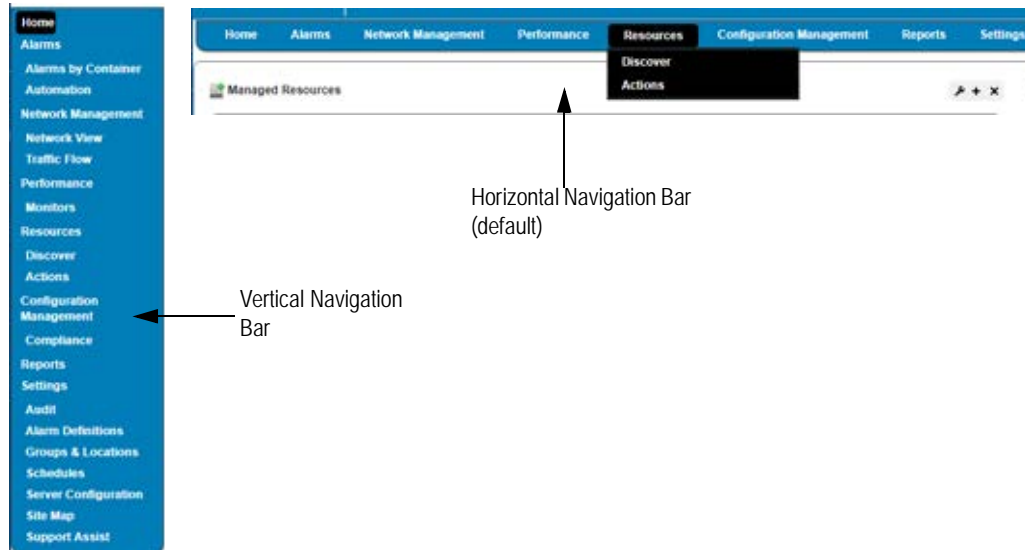 Home
Alarms
Alarms by Container
Automation
Network Management
Network View
Traffic Flow
Performance
Monitors
Resources
Discover
Actions
Configuration
Management
Compliance
Reports
Settings
Audit
Alarm Definitions
Groups & Locations
Schedules
Server Configuration
Site Map
Support Assist
Home Alarms Network Management Performance Resources Configuration Management Reports Settings
Discover
Actions
Managed Resources
Horizontal Navigation Bar
(default)
Vertical Navigation
Bar